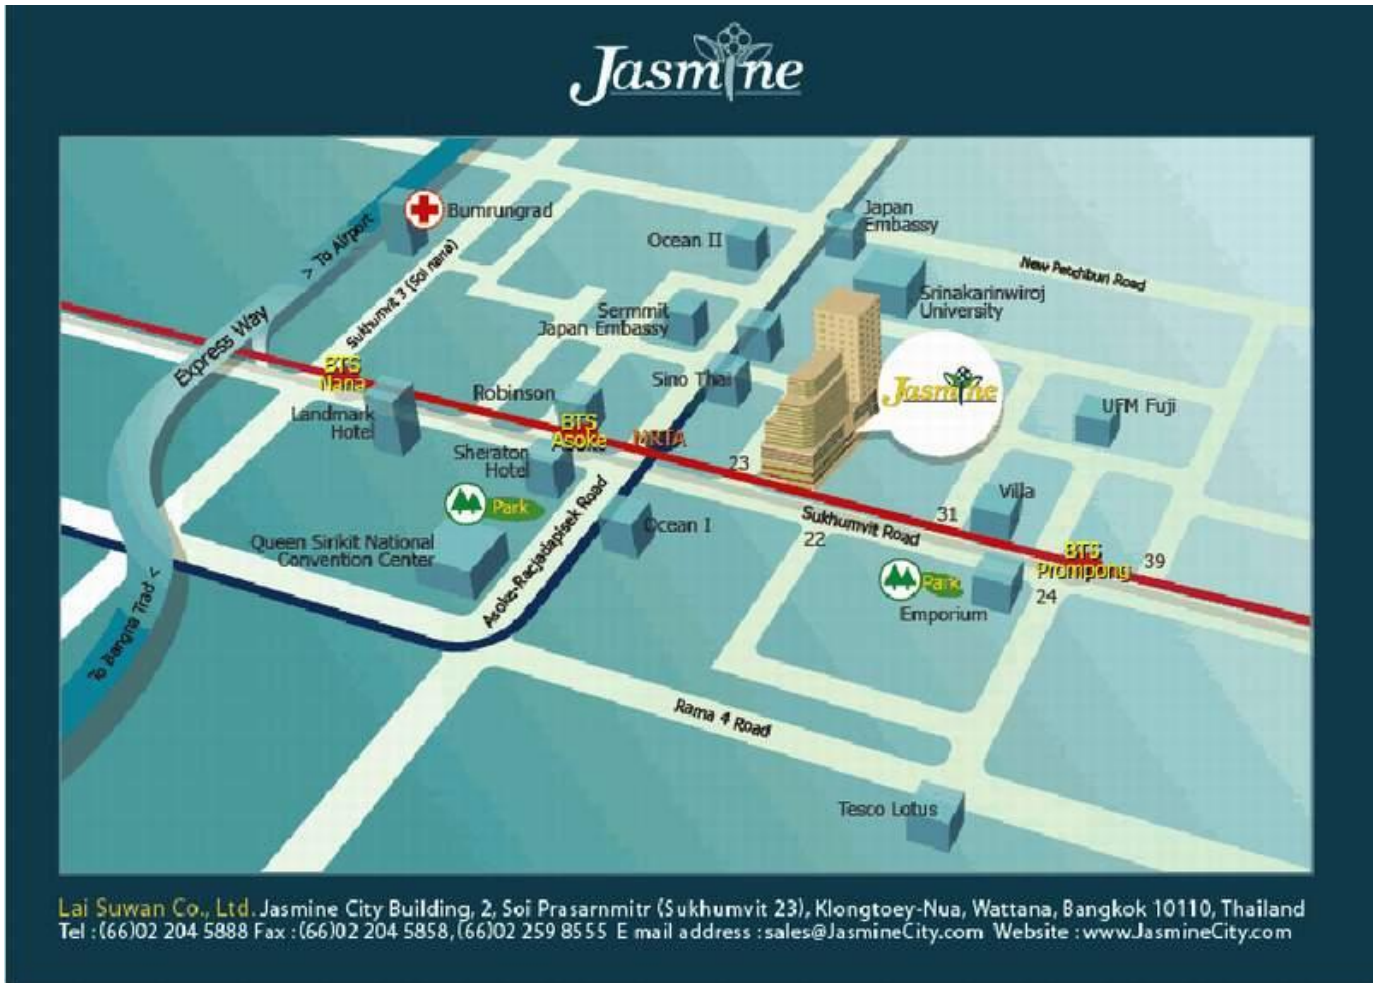 Jasmine
Bumrungrad
Japan
Embassy
Ocean II
> To Airport
Sukhumvit 3 (Soi nana)
New Petchburi Road
Srinakarinwiroj
University
Sermmit
Japan Embassy
Express Way
BTS
Nana
Sino Thai
Jasmine
Robinson
UFM Fuji
Landmark
Hotel
BTS
Asoke
Asoke
MRTA
Sheraton
Hotel
23
Park
Villa
31
Sukhumvit Road
22
Ocean I
Queen Sirikit National
Convention Center
Asoke-Racjadapisek Road
BTS
Prompong
39
Park
24
Emporium
To Bangna Trad <
Rama 4 Road
Tesco Lotus
Lai Suwan Co., Ltd. Jasmine City Building, 2, Soi Prasarnmitr (Sukhumvit 23), Klongtoey-Nua, Wattana, Bangkok 10110, Thailand
Tel :(66)02 204 5888 Fax :(66)02 204 5858,(66)02 259 8555 E mail address :sales@JasmineCity.com Website :www.JasmineCity.com